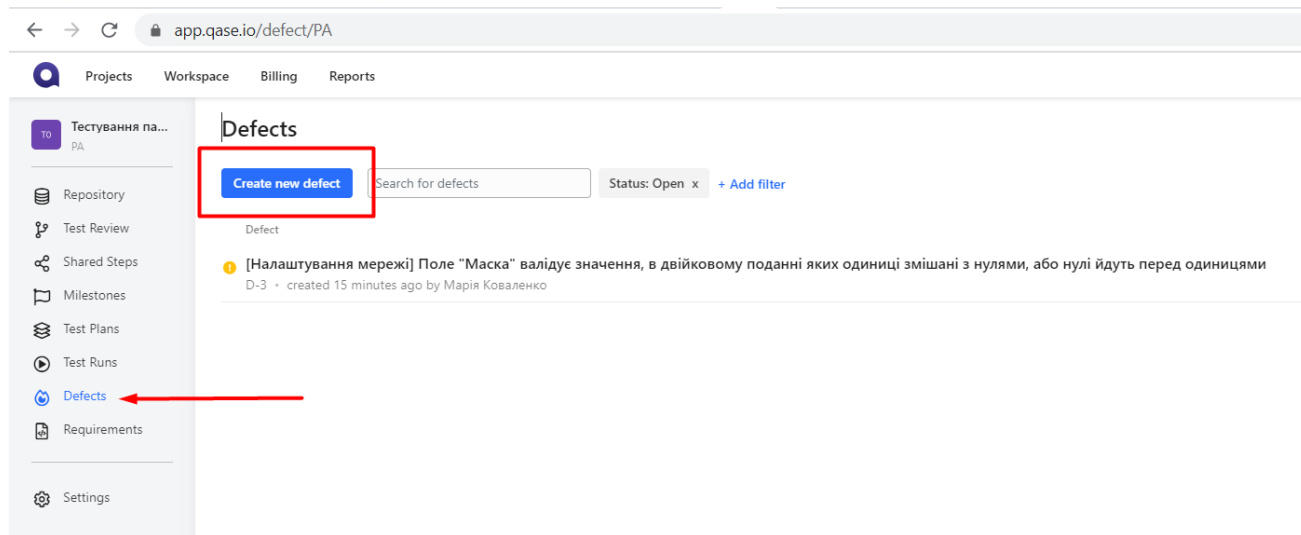 app.qase.io/defect/PA
Projects Workspace Billing Reports
TO Тестування па...
PA
Defects
Create new defect Search for defects Status: Open x + Add filter
Repository
Defect
Test Review
Shared Steps
[Налаштування мережі] Поле "Маска" валідує значення, в двійковому поданні яких одиниці змішані з нулями, або нулі йдуть перед одиницями
D-3 • created 15 minutes ago by Марія Коваленко
Milestones
Test Plans
Test Runs
Defects
Requirements
Settings